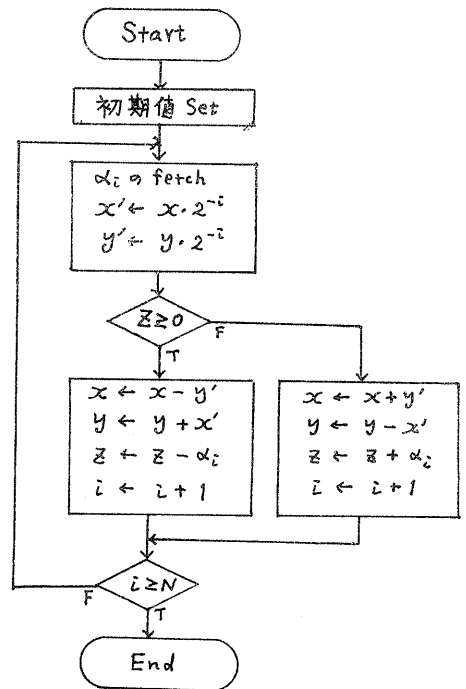 Start
初期値 Set
αi の fetch
x' ← x・2⁻ⁱ
y' ← y・2⁻ⁱ
Z≥0
F
T
x ← x - y'
y ← y + x'
z ← z - αi
i ← i + 1
x ← x + y'
y ← y - x'
z ← z + αi
i ← i + 1
i ≥ N
F
T
End